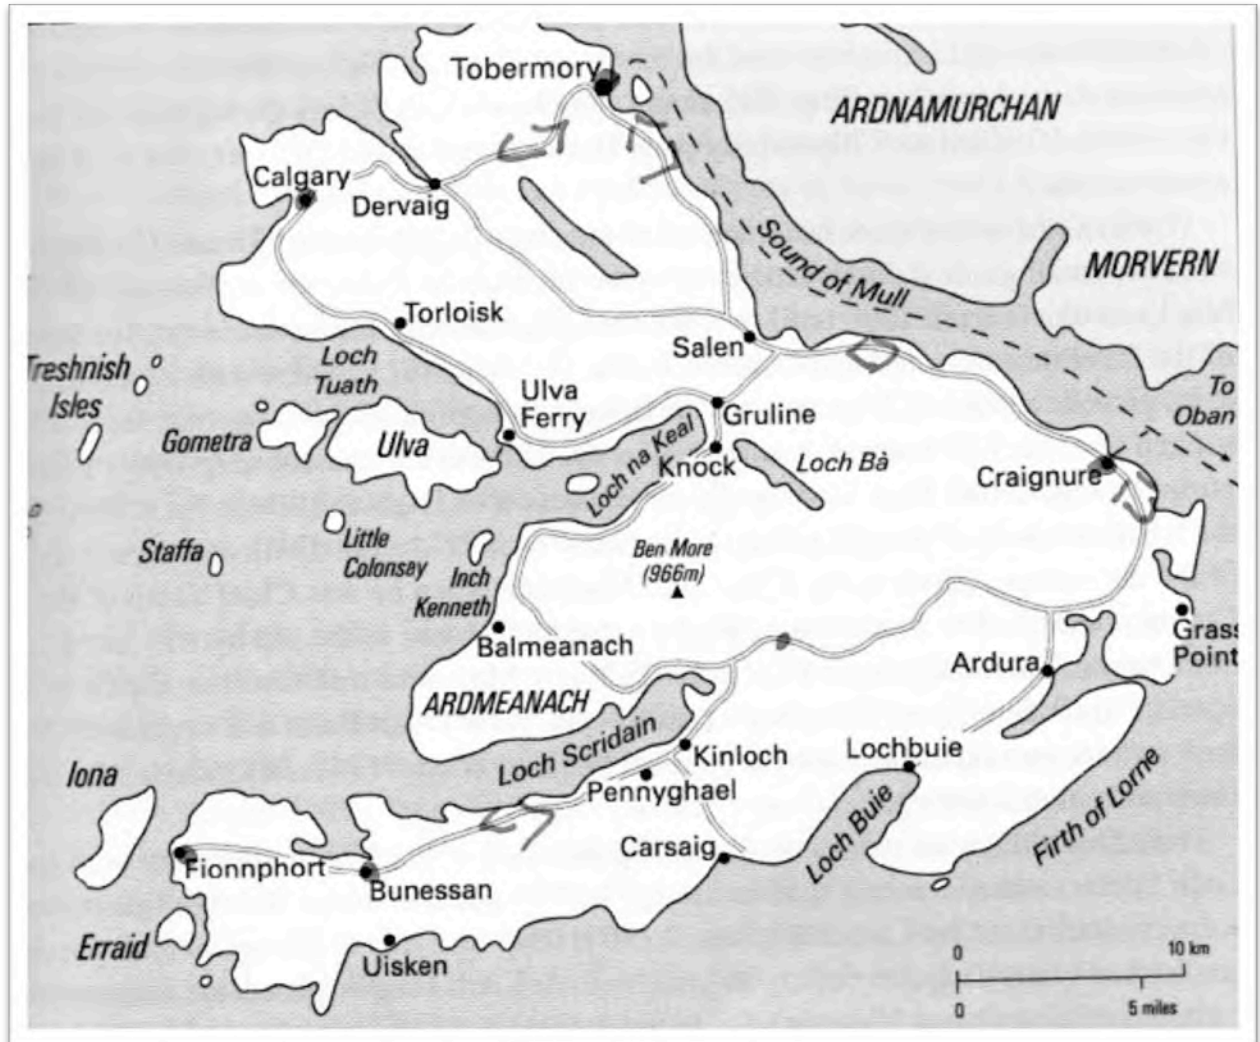 Tobermory
ARDNAMURCHAN
Calgary
Dervaig
Sound of Mull
MORVERN
Torloisk
Salen
Loch
Tuath
Treshnish
Isles
To
Oban
Ulva
Ferry
Gruline
Gometra
Ulva
Loch na Keal
Knock
Loch Bà
Craignure
Staffa
Little
Colonsay
Inch
Kenneth
Ben More
(966m)
Balmeanach
Grass
Point
Ardura
ARDMEANACH
Loch Scridain
Kinloch
Lochbuie
Iona
Pennyghael
Firth of Lorne
Loch Buie
Carsaig
Fionnphort
Bunessan
Erraid
Uisken
0 10 km
0 5 miles